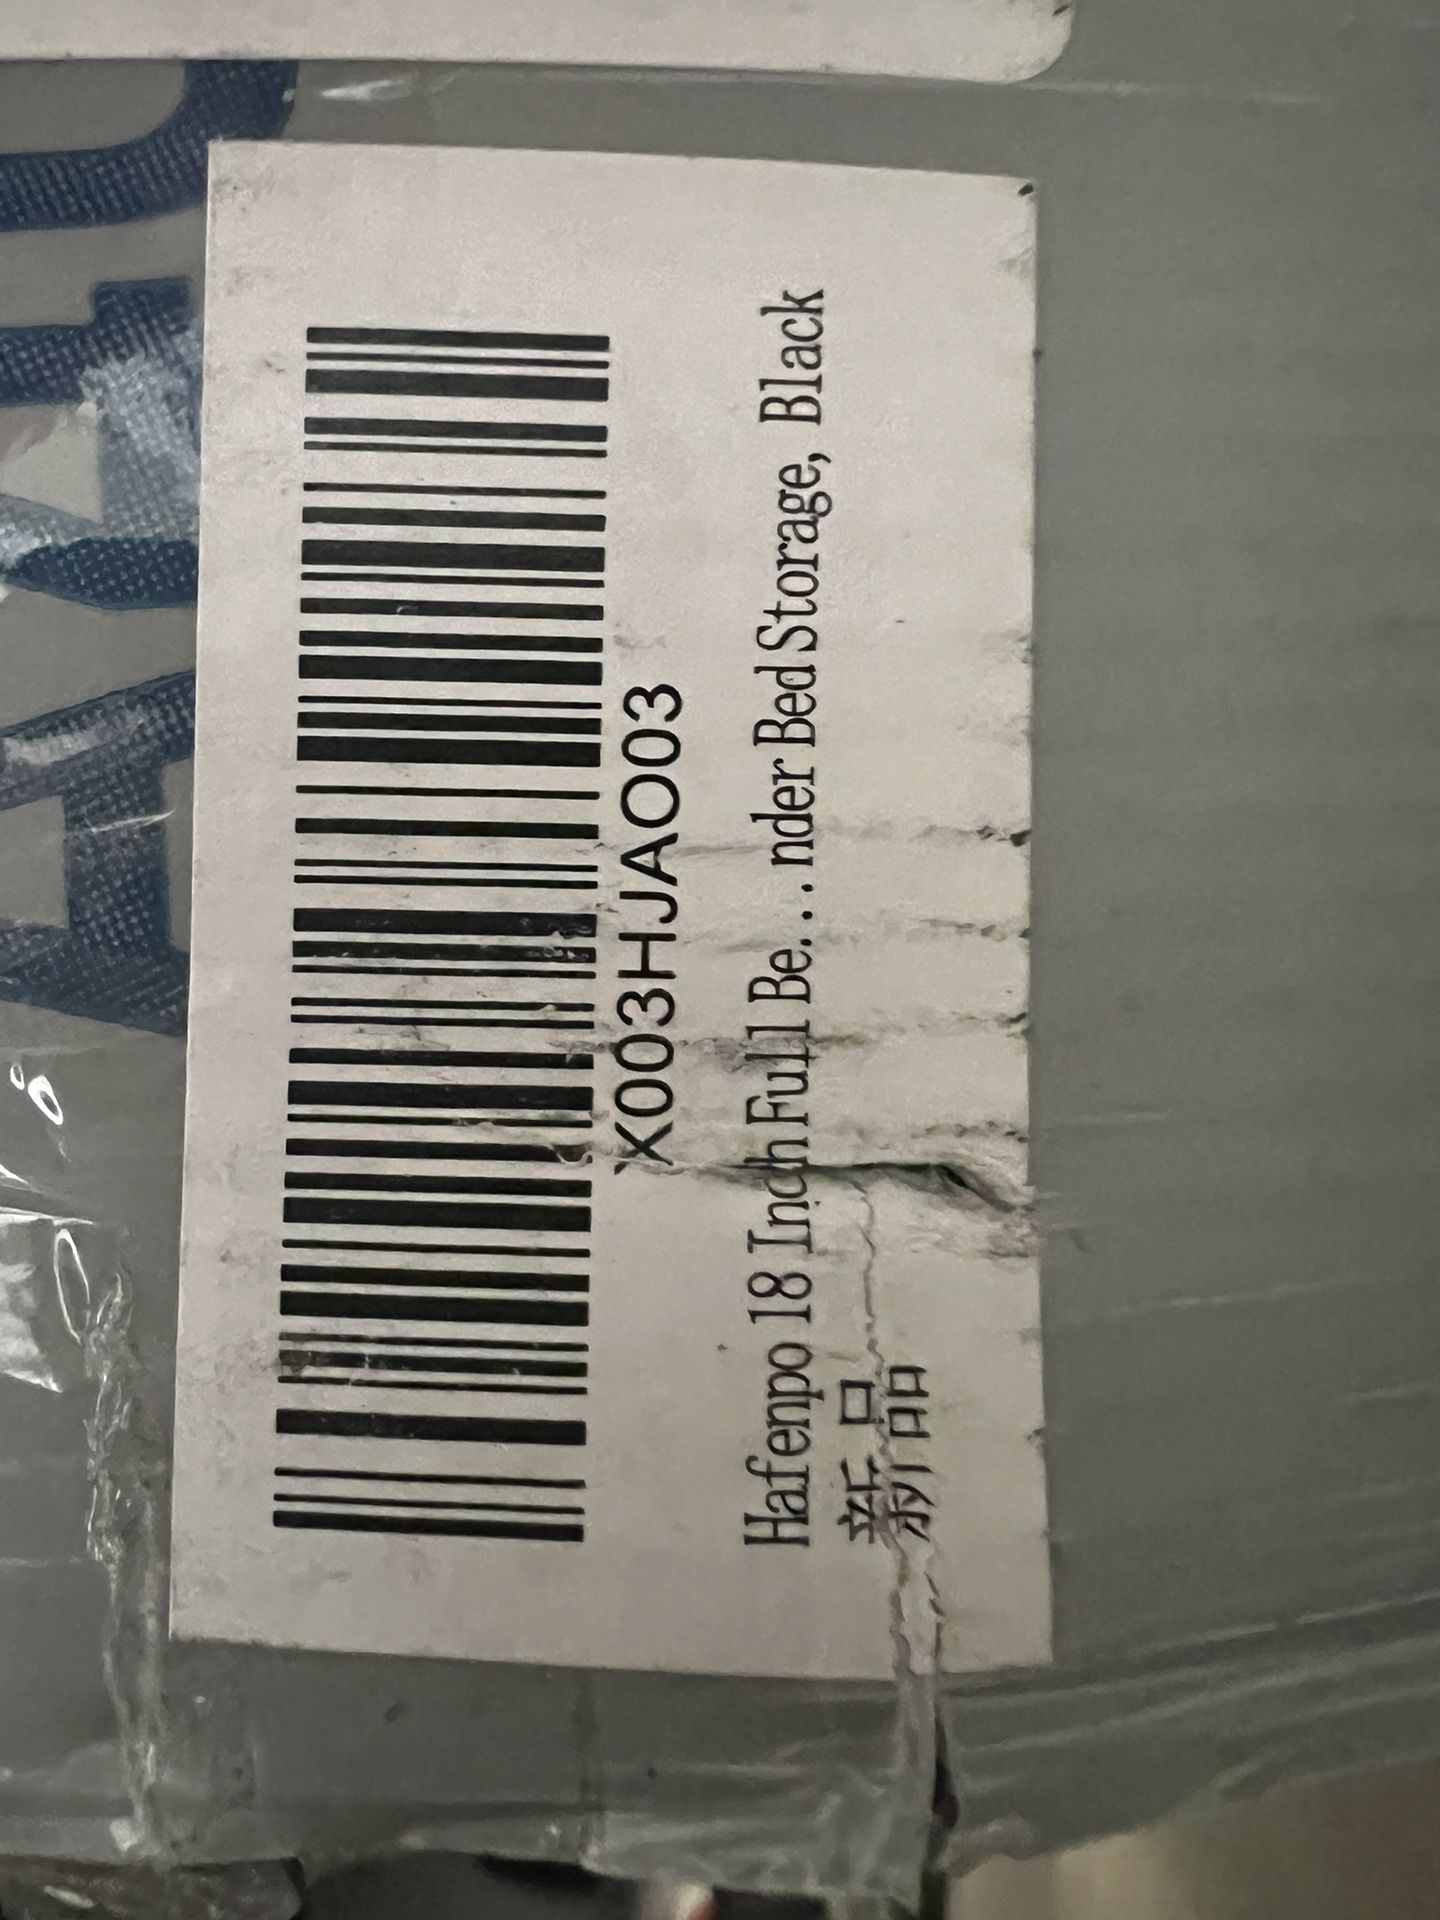 X003HJAO03
Hafenpo 18 Inch Full Be...nder Bed Storage, Black
新品